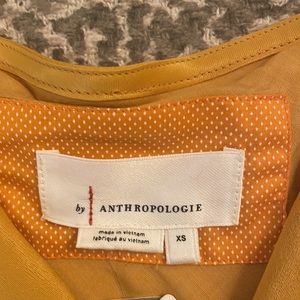 by ANTHROPOLOGIE
made in vietnam
fabriqué au vietnam
XS